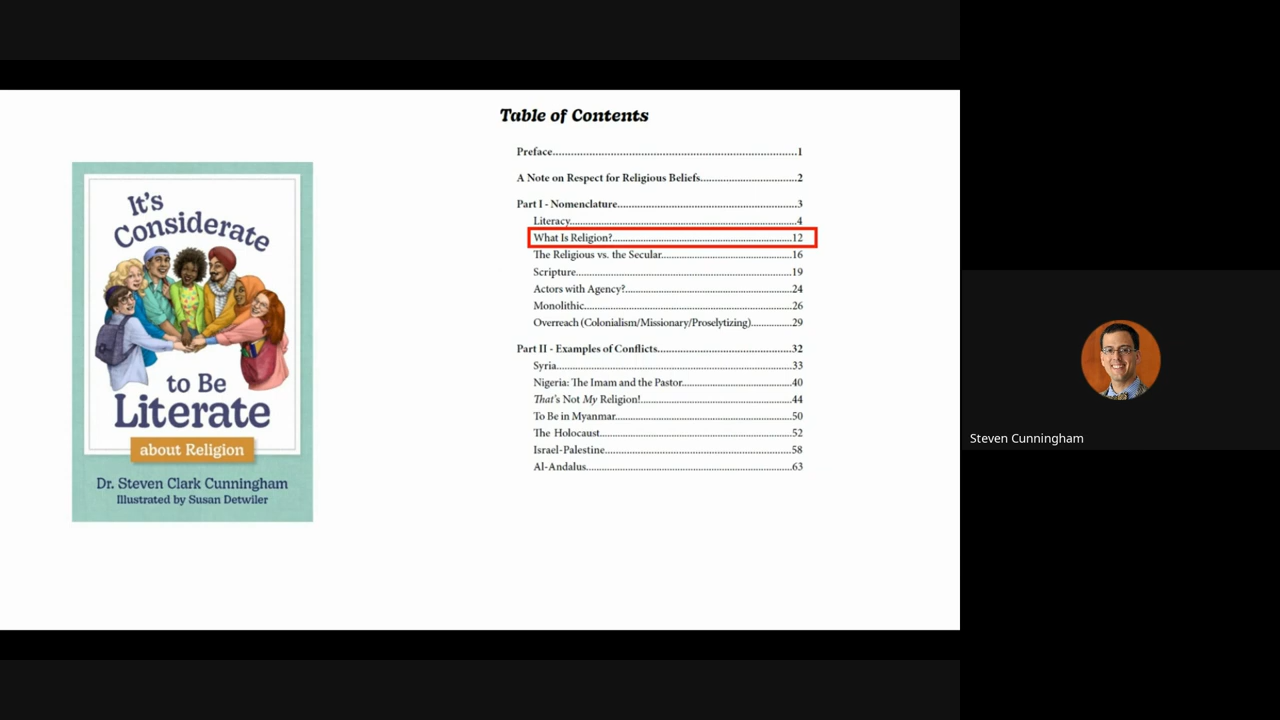 It's
Considerate
to Be
Literate
about Religion
Dr. Steven Clark Cunningham
Illustrated by Susan Detwiler
Table of Contents
Preface..........................................................................................1
A Note on Respect for Religious Beliefs..................................2
Part I - Nomenclature.................................................................3
Literacy....................................................................................4
What Is Religion?...................................................................12
The Religious vs. the Secular.................................................16
Scripture.................................................................................19
Actors with Agency?..............................................................24
Monolithic..............................................................................26
Overreach (Colonialism/Missionary/Proselytizing)..............29
Part II - Examples of Conflicts...................................................32
Syria........................................................................................33
Nigeria: The Imam and the Pastor.........................................40
That's Not My Religion!.........................................................44
To Be in Myanmar..................................................................50
The Holocaust.........................................................................52
Israel-Palestine.......................................................................58
Al-Andalus..............................................................................63
Steven Cunningham